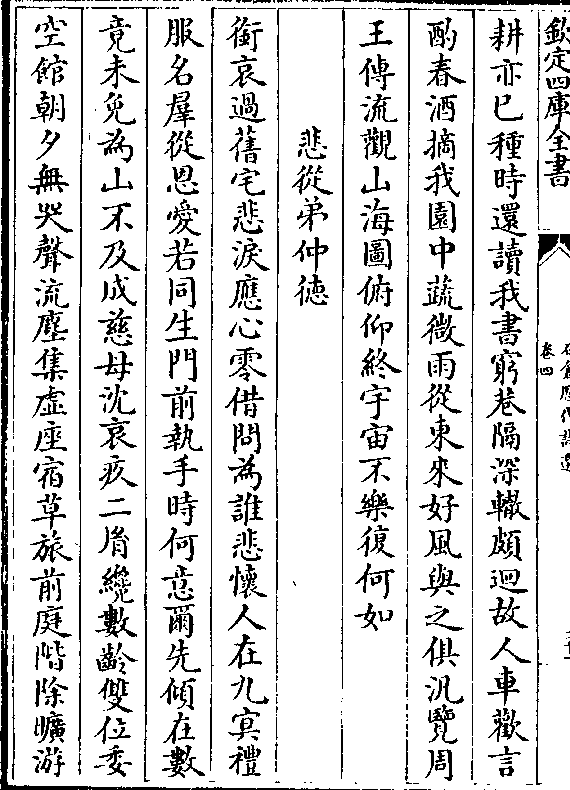 欽定四庫全書
卷四
耕亦已種時還讀我書窮巷隔深轍頗迴故人車歡言
酌春酒摘我園中蔬微雨從東來好風與之俱汎覽周
王傳流觀山海圖俯仰終宇宙不樂復何如
悲從弟仲德
銜哀過舊宅悲淚應心零借問為誰悲懷人在九冥禮
服名羣從恩愛若同生門前執手時何意爾先傾在數
竟未免為山不及成慈母沈哀疚二𦙍纔數齡雙位委
空館朝夕無哭聲流塵集虛座宿草旅前庭階除曠游